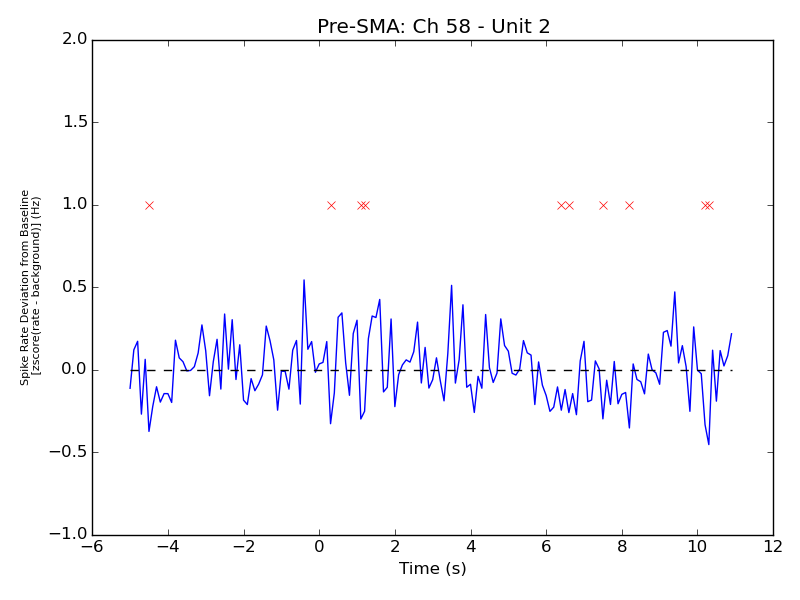 Pre-SMA: Ch 58 - Unit 2
2.0
1.5
1.0
0.5
0.0
−0.5
−1.0
Spike Rate Deviation from Baseline
[zscore(rate - background)] (Hz)
−6 −4 −2 0 2 4 6 8 10 12
Time (s)